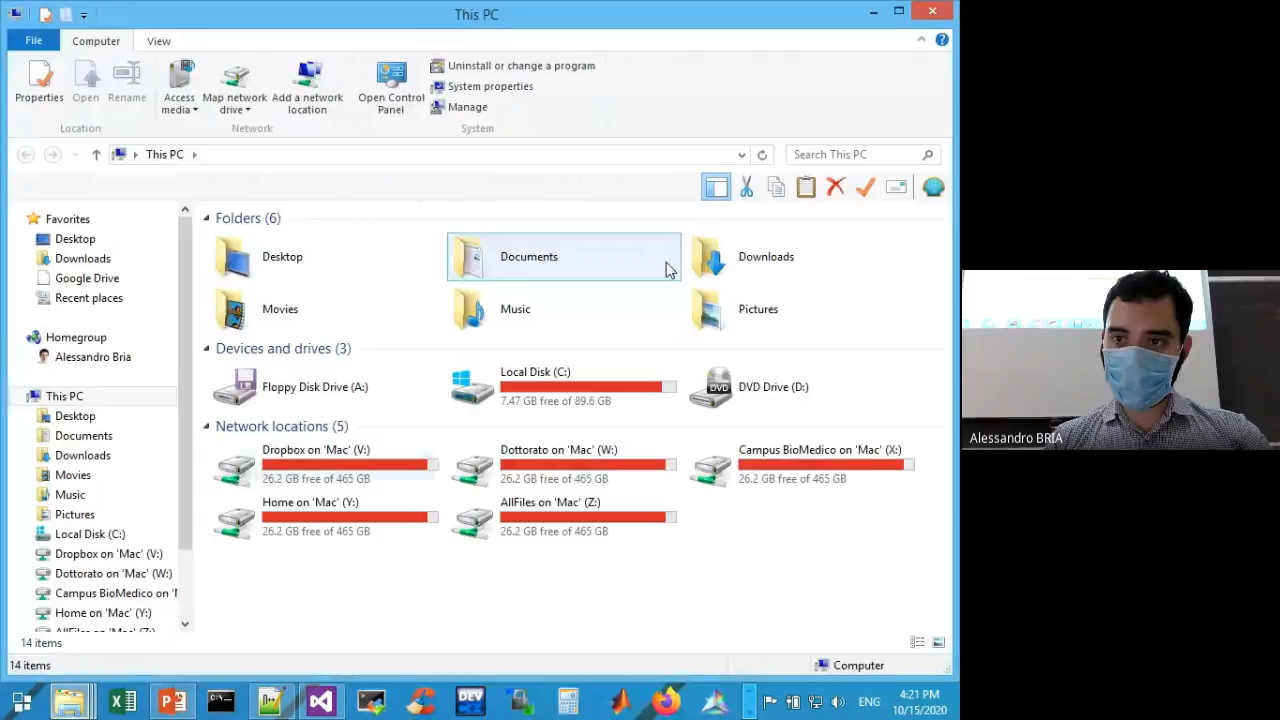 This PC
File
Computer
View
Properties
Open
Rename
Access media
Map network drive
Add a network location
Open Control Panel
Uninstall or change a program
System properties
Manage
Location
Network
System
This PC
Search This PC
Favorites
Desktop
Downloads
Google Drive
Recent places
Homegroup
Alessandro Bria
This PC
Desktop
Documents
Downloads
Movies
Music
Pictures
Local Disk (C:)
Dropbox on 'Mac' (V:)
Dottorato on 'Mac' (W:)
Campus BioMedico on '
Home on 'Mac' (Y:)
AllFiles on 'Mac' (Z:)
Folders (6)
Desktop
Documents
Downloads
Movies
Music
Pictures
Devices and drives (3)
Floppy Disk Drive (A:)
Local Disk (C:)
7.47 GB free of 89.6 GB
DVD
DVD Drive (D:)
Network locations (5)
Dropbox on 'Mac' (V:)
26.2 GB free of 465 GB
Dottorato on 'Mac' (W:)
26.2 GB free of 465 GB
Campus BioMedico on 'Mac' (X:)
26.2 GB free of 465 GB
Home on 'Mac' (Y:)
26.2 GB free of 465 GB
AllFiles on 'Mac' (Z:)
26.2 GB free of 465 GB
14 items
14 items
Computer
DEV
ENG
4:21 PM
10/15/2020
Alessandro BRIA